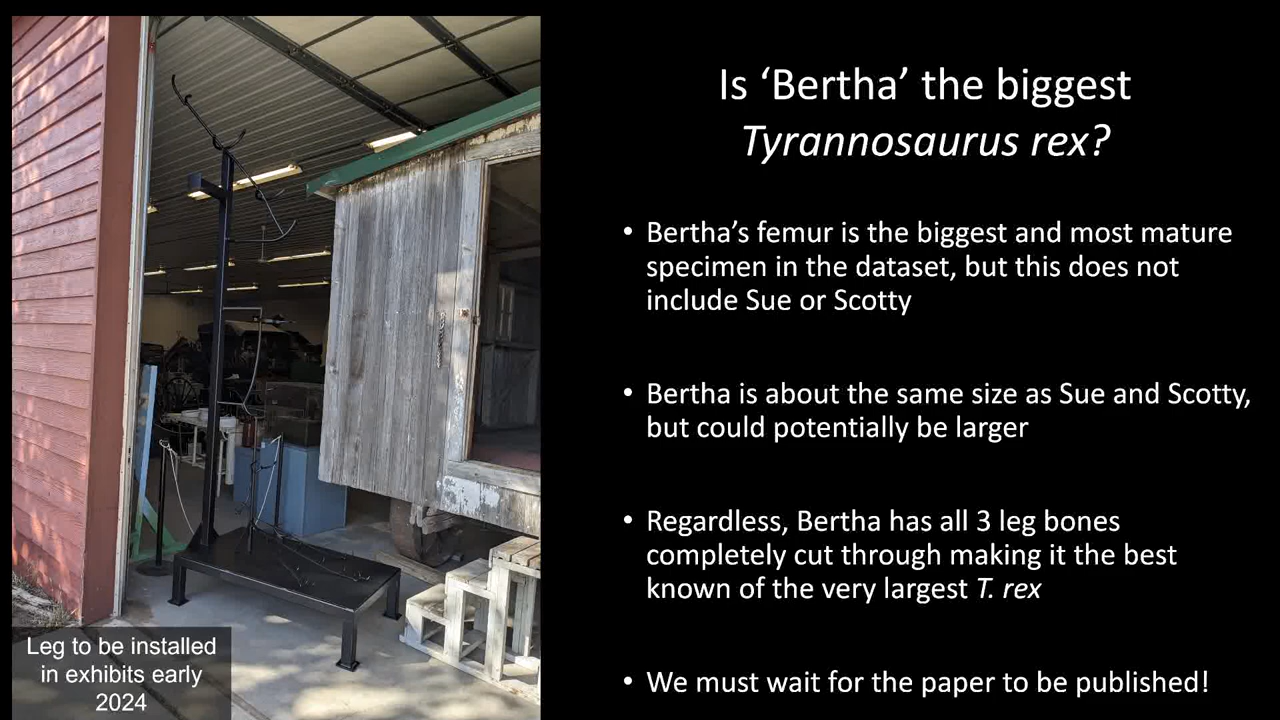 Is ‘Bertha’ the biggest
Tyrannosaurus rex?
• Bertha’s femur is the biggest and most mature
specimen in the dataset, but this does not
include Sue or Scotty
• Bertha is about the same size as Sue and Scotty,
but could potentially be larger
• Regardless, Bertha has all 3 leg bones
completely cut through making it the best
known of the very largest T. rex
• We must wait for the paper to be published!
Leg to be installed
in exhibits early
2024